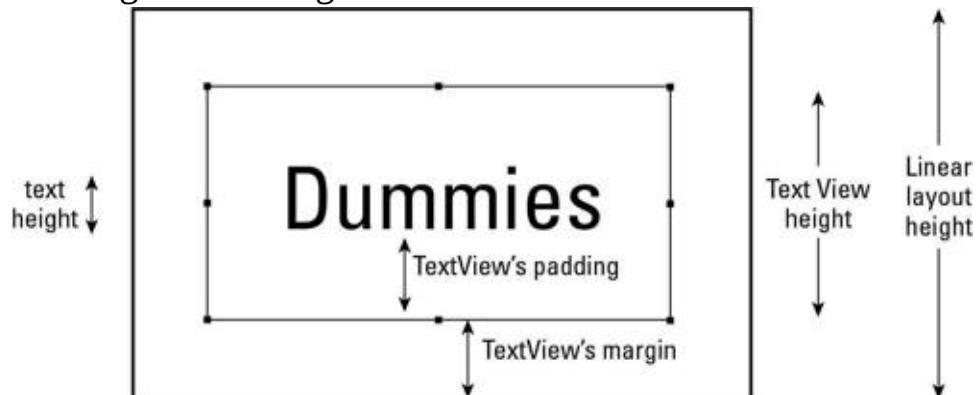 Dummies
text
height
TextView's padding
TextView's margin
Text View
height
Linear
layout
height